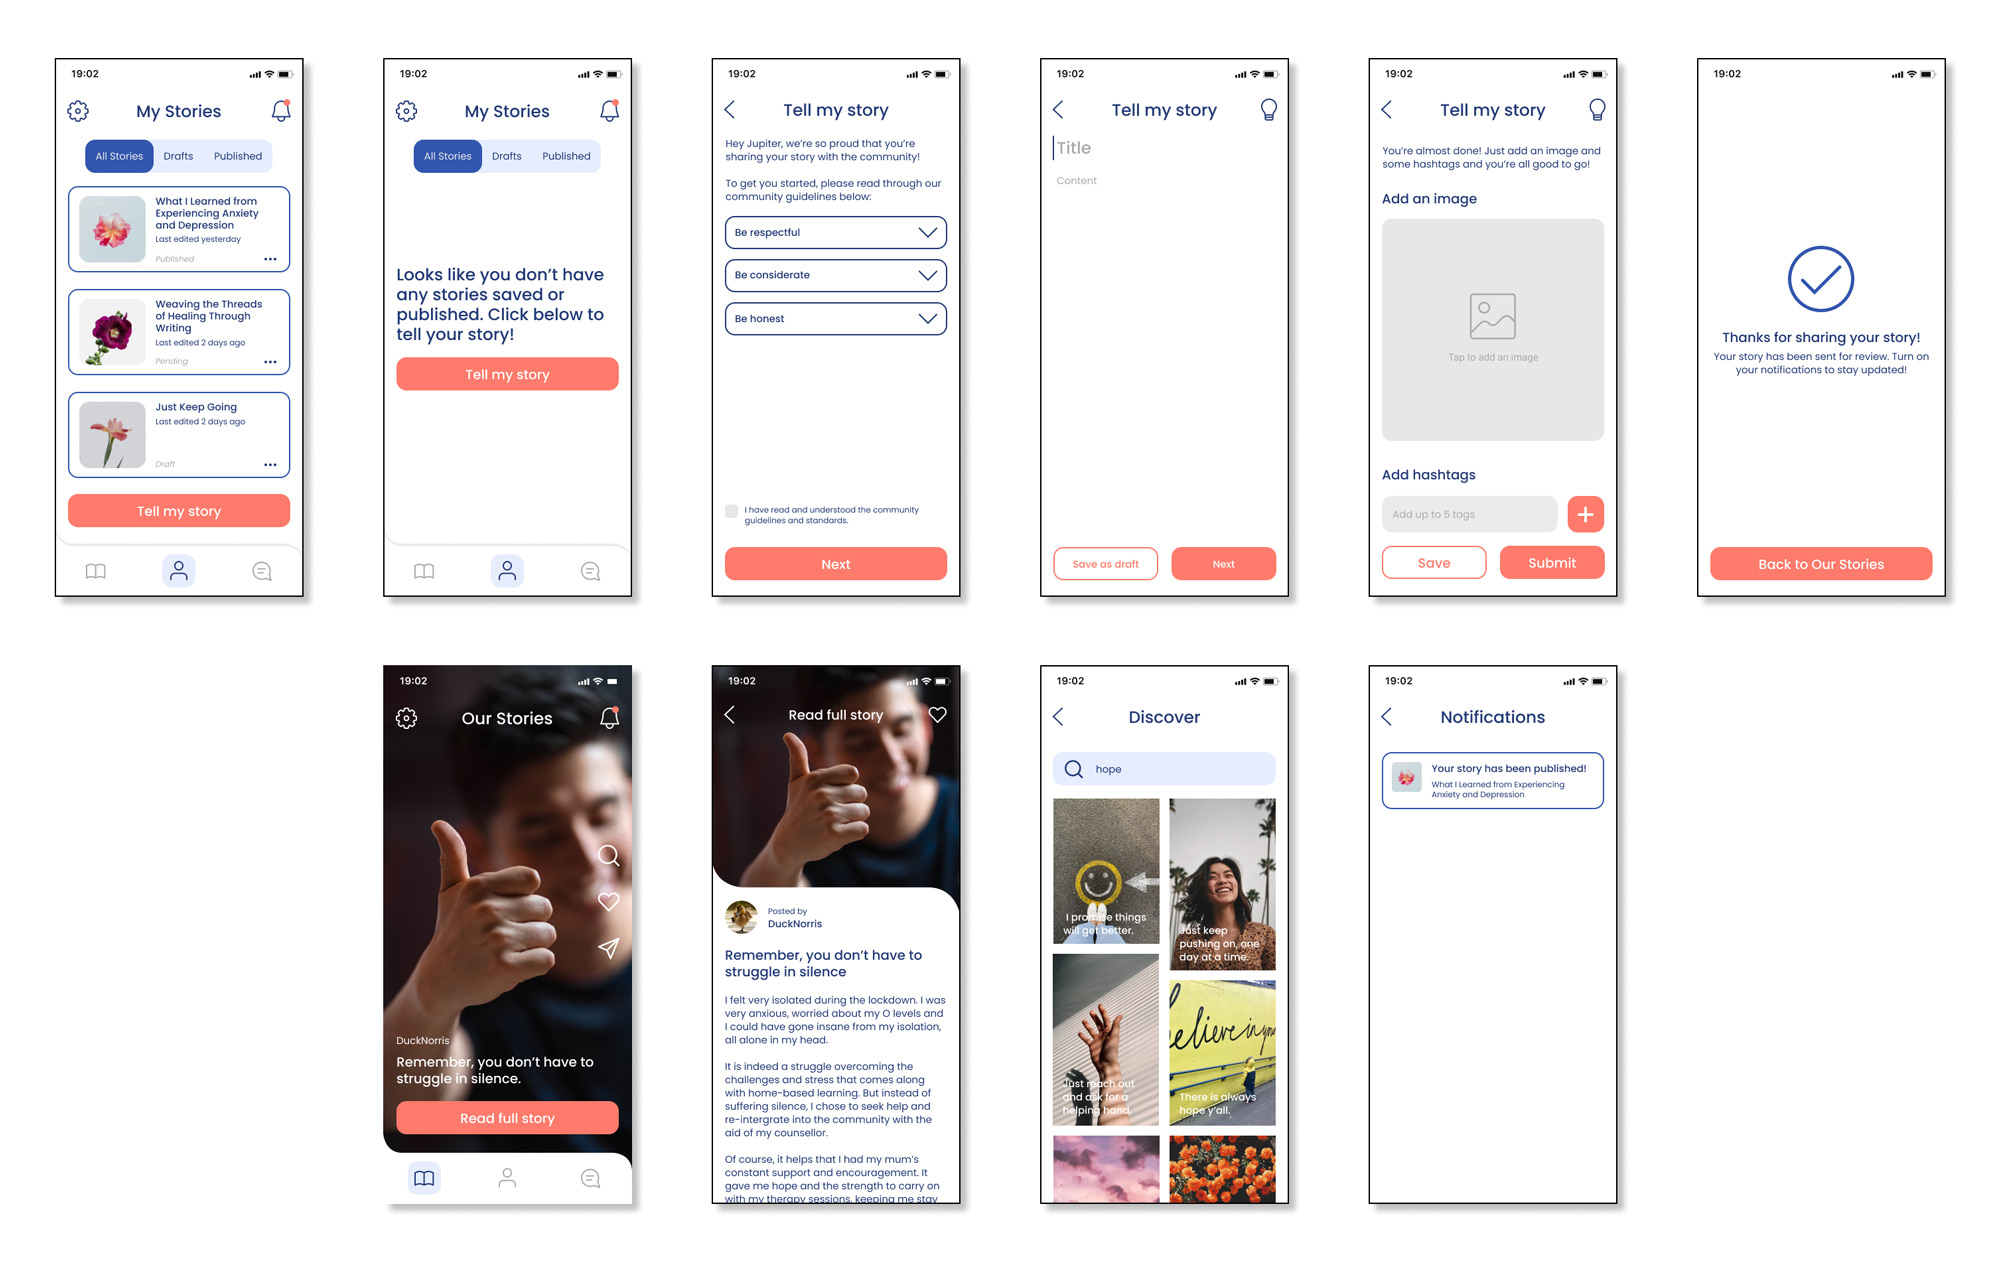 19:02
My Stories
All Stories
Drafts
Published
What I Learned from
Experiencing Anxiety
and Depression
Last edited yesterday
Published
Weaving the Threads
of Healing Through
Writing
Last edited 2 days ago
Pending
Just Keep Going
Last edited 2 days ago
Draft
Tell my story
19:02
My Stories
All Stories
Drafts
Published
Looks like you don't have
any stories saved or
published. Click below to
tell your story!
Tell my story
19:02
Tell my story
Hey Jupiter, we're so proud that you're
sharing your story with the community!
To get you started, please read through our
community guidelines below:
Be respectful
Be considerate
Be honest
I have read and understood the community
guidelines and standards.
Next
19:02
Tell my story
Title
Content
Save as draft
Next
19:02
Tell my story
You're almost done! Just add an image and
some hashtags and you're all good to go!
Add an image
Tap to add an image
Add hashtags
Add up to 5 tags
Save
Submit
19:02
Thanks for sharing your story!
Your story has been sent for review. Turn on
your notifications to stay updated!
Back to Our Stories
19:02
Our Stories
DuckNorris
Remember, you don't have to
struggle in silence.
Read full story
19:02
Read full story
Posted by
DuckNorris
Remember, you don't have to
struggle in silence
I felt very isolated during the lockdown. I was
very anxious, worried about my O levels and
I could have gone insane from my isolation,
all alone in my head.
It is indeed a struggle overcoming the
challenges and stress that comes along
with home-based learning. But instead of
suffering silence, I chose to seek help and
re-intergrate into the community with the
aid of my counsellor.
Of course, it helps that I had my mum's
constant support and encouragement. It
gave me hope and the strength to carry on
with my therapy sessions, keeping me stay
19:02
Discover
hope
I promise things
will get better.
Just keep
pushing on, one
day at a time.
Just reach out
and ask for a
helping hand.
believe in your
There is always
hope y'all.
19:02
Notifications
Your story has been published!
What I Learned from Experiencing
Anxiety and Depression